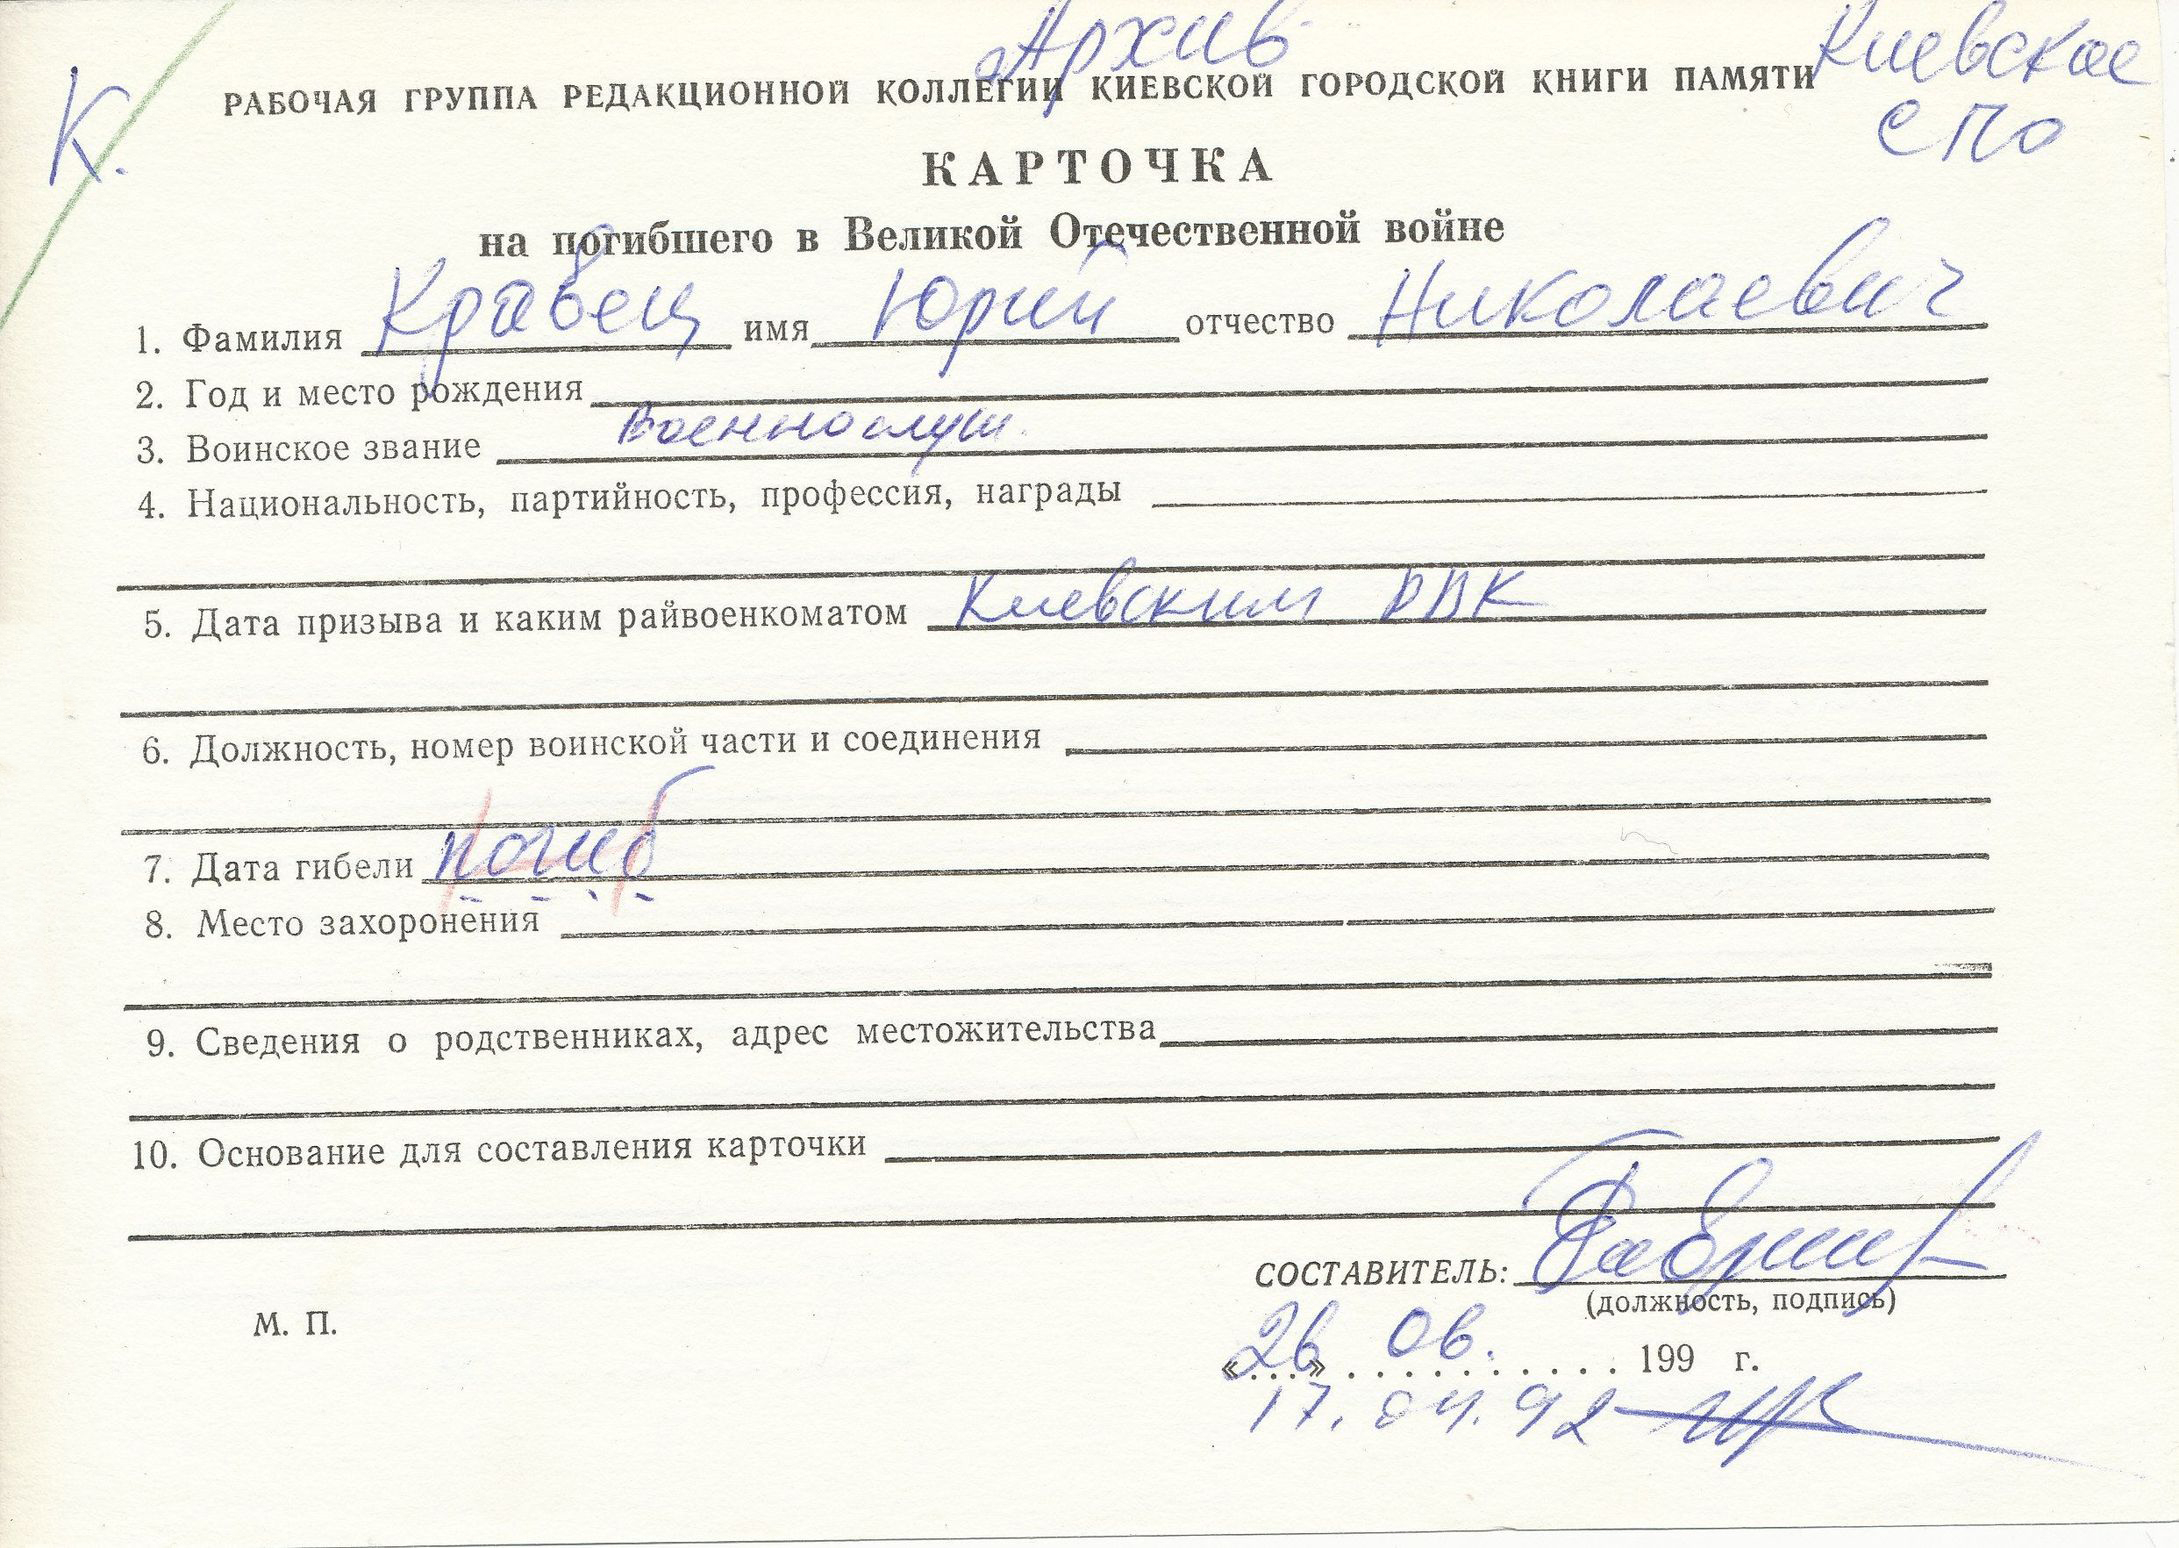 Архив
Киевское
РАБОЧАЯ ГРУППА РЕДАКЦИОННОЙ КОЛЛЕГИИ КИЕВСКОЙ ГОРОДСКОЙ КНИГИ ПАМЯТИ
К.
СПО
КАРТОЧКА
на погибшего в Великой Отечественной войне
1. Фамилия Кравец имя Юрий отчество Николаевич
2. Год и место рождения
3. Воинское звание Военнослуж.
4. Национальность, партийность, профессия, награды
5. Дата призыва и каким райвоенкоматом Киевским РВК
6. Должность, номер воинской части и соединения
7. Дата гибели погиб
8. Место захоронения
9. Сведения о родственниках, адрес местожительства
10. Основание для составления карточки
СОСТАВИТЕЛЬ:
(должность, подпись)
М. П.
«26» 06. 199 г.
17.04.92